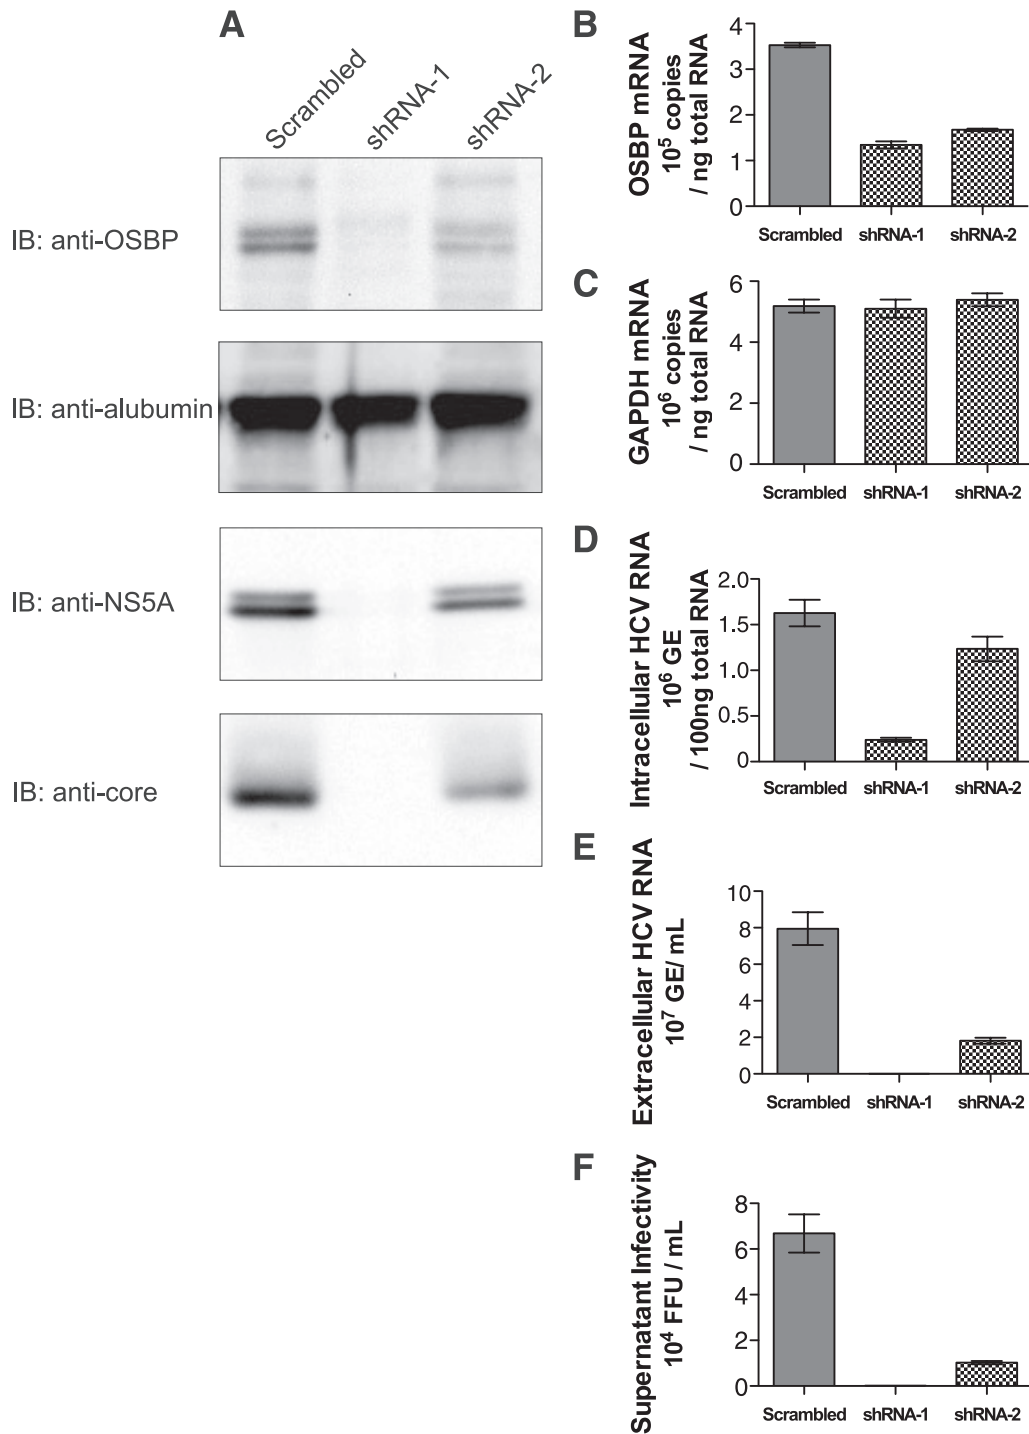 A
Scrambled
shRNA-1
shRNA-2
IB: anti-OSBP
IB: anti-alubumin
IB: anti-NS5A
IB: anti-core
B
OSBP mRNA
10⁵ copies
/ ng total RNA
4
3
2
1
0
Scrambled shRNA-1 shRNA-2
C
GAPDH mRNA
10⁶ copies
/ ng total RNA
6
4
2
0
Scrambled shRNA-1 shRNA-2
D
Intracellular HCV RNA
10⁶ GE
/ 100ng total RNA
2.0
1.5
1.0
0.5
0
Scrambled shRNA-1 shRNA-2
E
Extracellular HCV RNA
10⁷ GE/ mL
10
8
6
4
2
0
Scrambled shRNA-1 shRNA-2
F
Supernatant Infectivity
10⁴ FFU / mL
8
6
4
2
0
Scrambled shRNA-1 shRNA-2